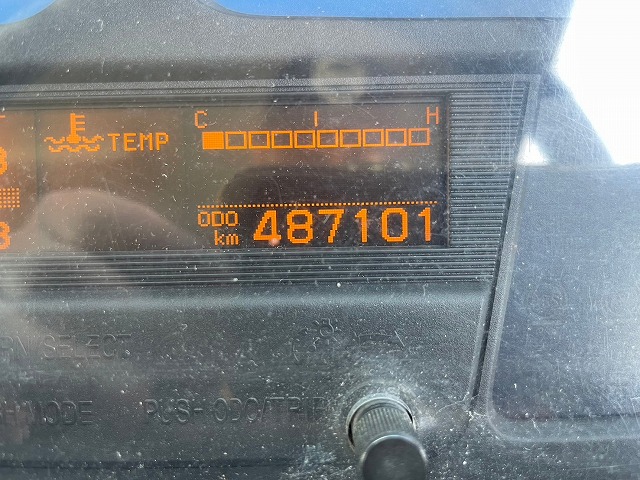 C I H
TEMP
ODO
km 487101
SELECT
MODE PUSH ODO/TRIP